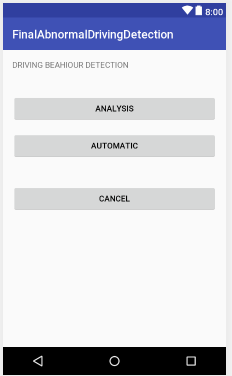 8:00
FinalAbnormalDrivingDetection
DRIVING BEAHIOUR DETECTION
ANALYSIS
AUTOMATIC
CANCEL